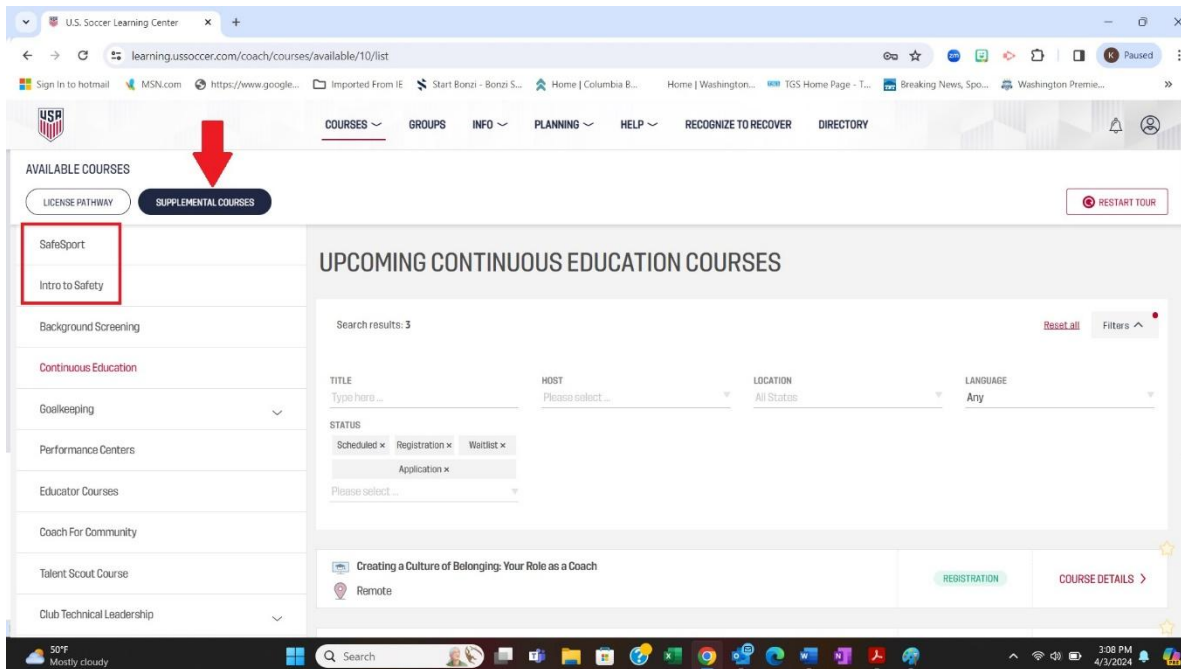 U.S. Soccer Learning Center
learning.ussoccer.com/coach/courses/available/10/list
K Paused
Sign In to hotmail MSN.com https://www.google... Imported From IE Start Bonzi - Bonzi S... Home | Columbia B... Home | Washington... TGS Home Page - T... Breaking News, Spo... Washington Premie... »
USA
COURSES GROUPS INFO PLANNING HELP RECOGNIZE TO RECOVER DIRECTORY
AVAILABLE COURSES
LICENSE PATHWAY SUPPLEMENTAL COURSES
RESTART TOUR
SafeSport
Intro to Safety
Background Screening
Continuous Education
Goalkeeping
Performance Centers
Educator Courses
Coach For Community
Talent Scout Course
Club Technical Leadership
UPCOMING CONTINUOUS EDUCATION COURSES
Search results: 3
Reset all Filters
TITLE HOST LOCATION LANGUAGE
Type here ... Please select ... All States Any
STATUS
Scheduled × Registration × Waitlist ×
Application ×
Please select ...
Creating a Culture of Belonging: Your Role as a Coach
Remote
REGISTRATION
COURSE DETAILS >
50°F
Mostly cloudy
Search
3:08 PM
4/3/2024